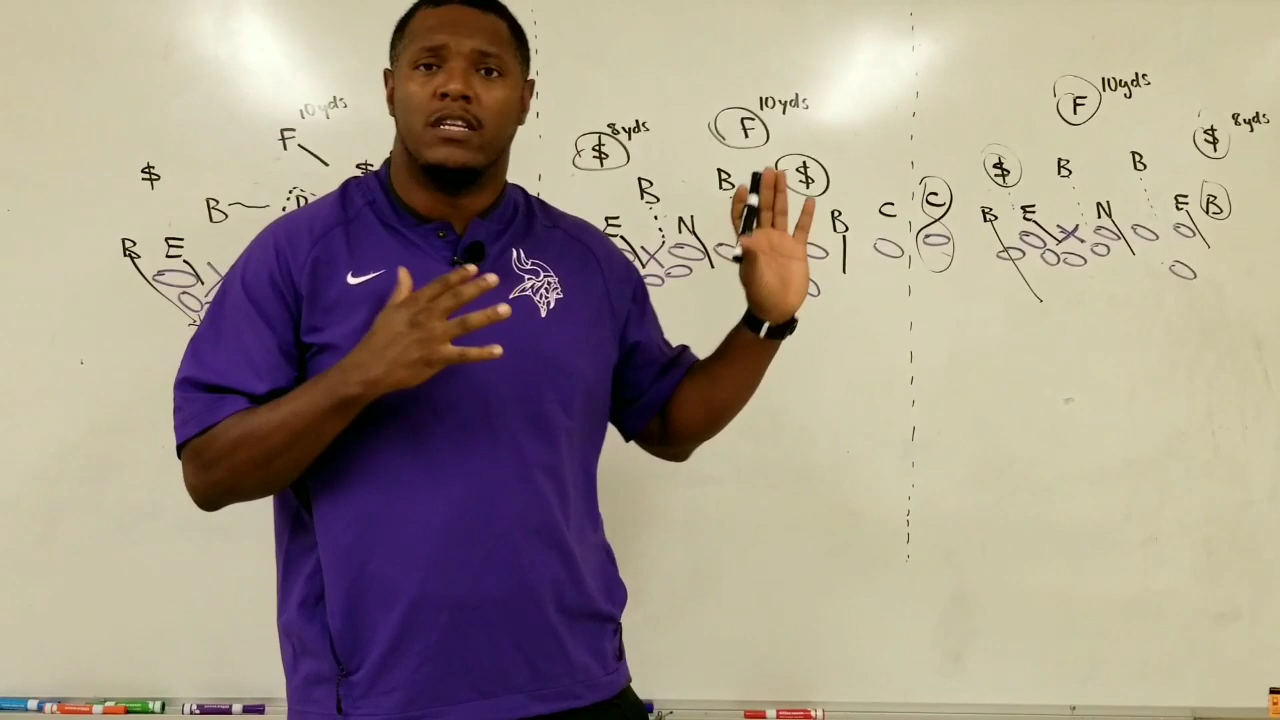 10yds
F
$ $
B B
B E
8yds 10yds
$ F
B B $
E N B C
X
10yds
F 8yds
$ B B $
C
B E N E B
X